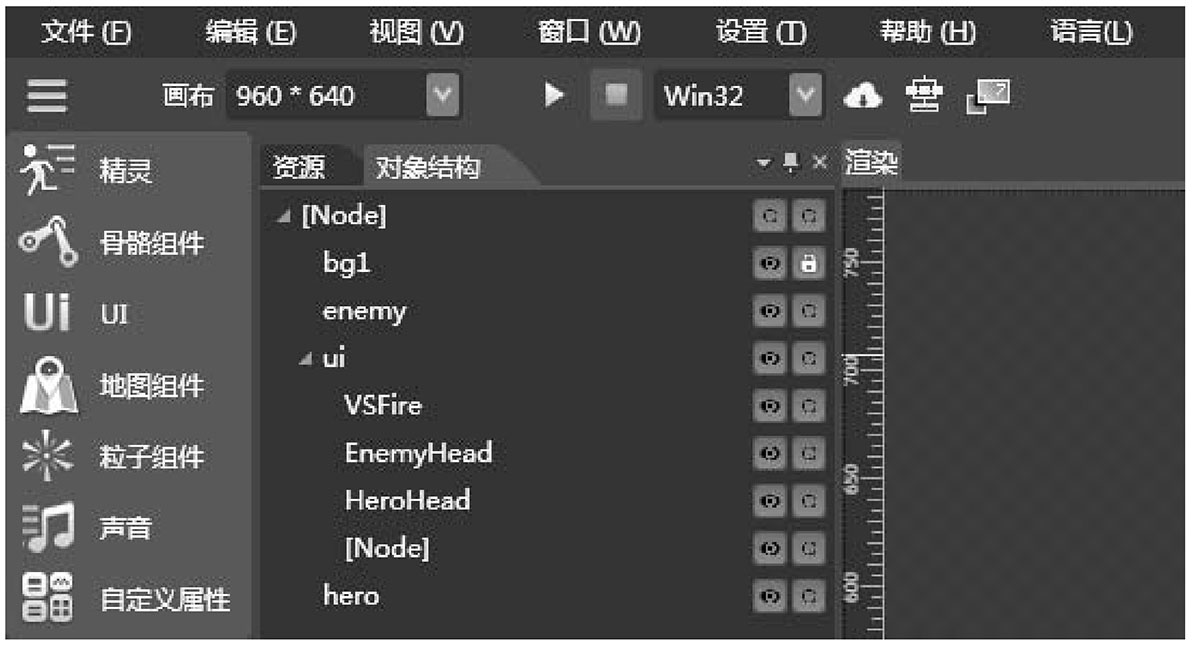 文件 (F) 编辑 (E) 视图 (V) 窗口 (W) 设置 (T) 帮助 (H) 语言(L)
画布 960 * 640 Win32
精灵
骨骼组件
UI UI
地图组件
粒子组件
声音
自定义属性
资源 对象结构
[Node]
bg1
enemy
ui
VSFire
EnemyHead
HeroHead
[Node]
hero
渲染
750
700
650
600